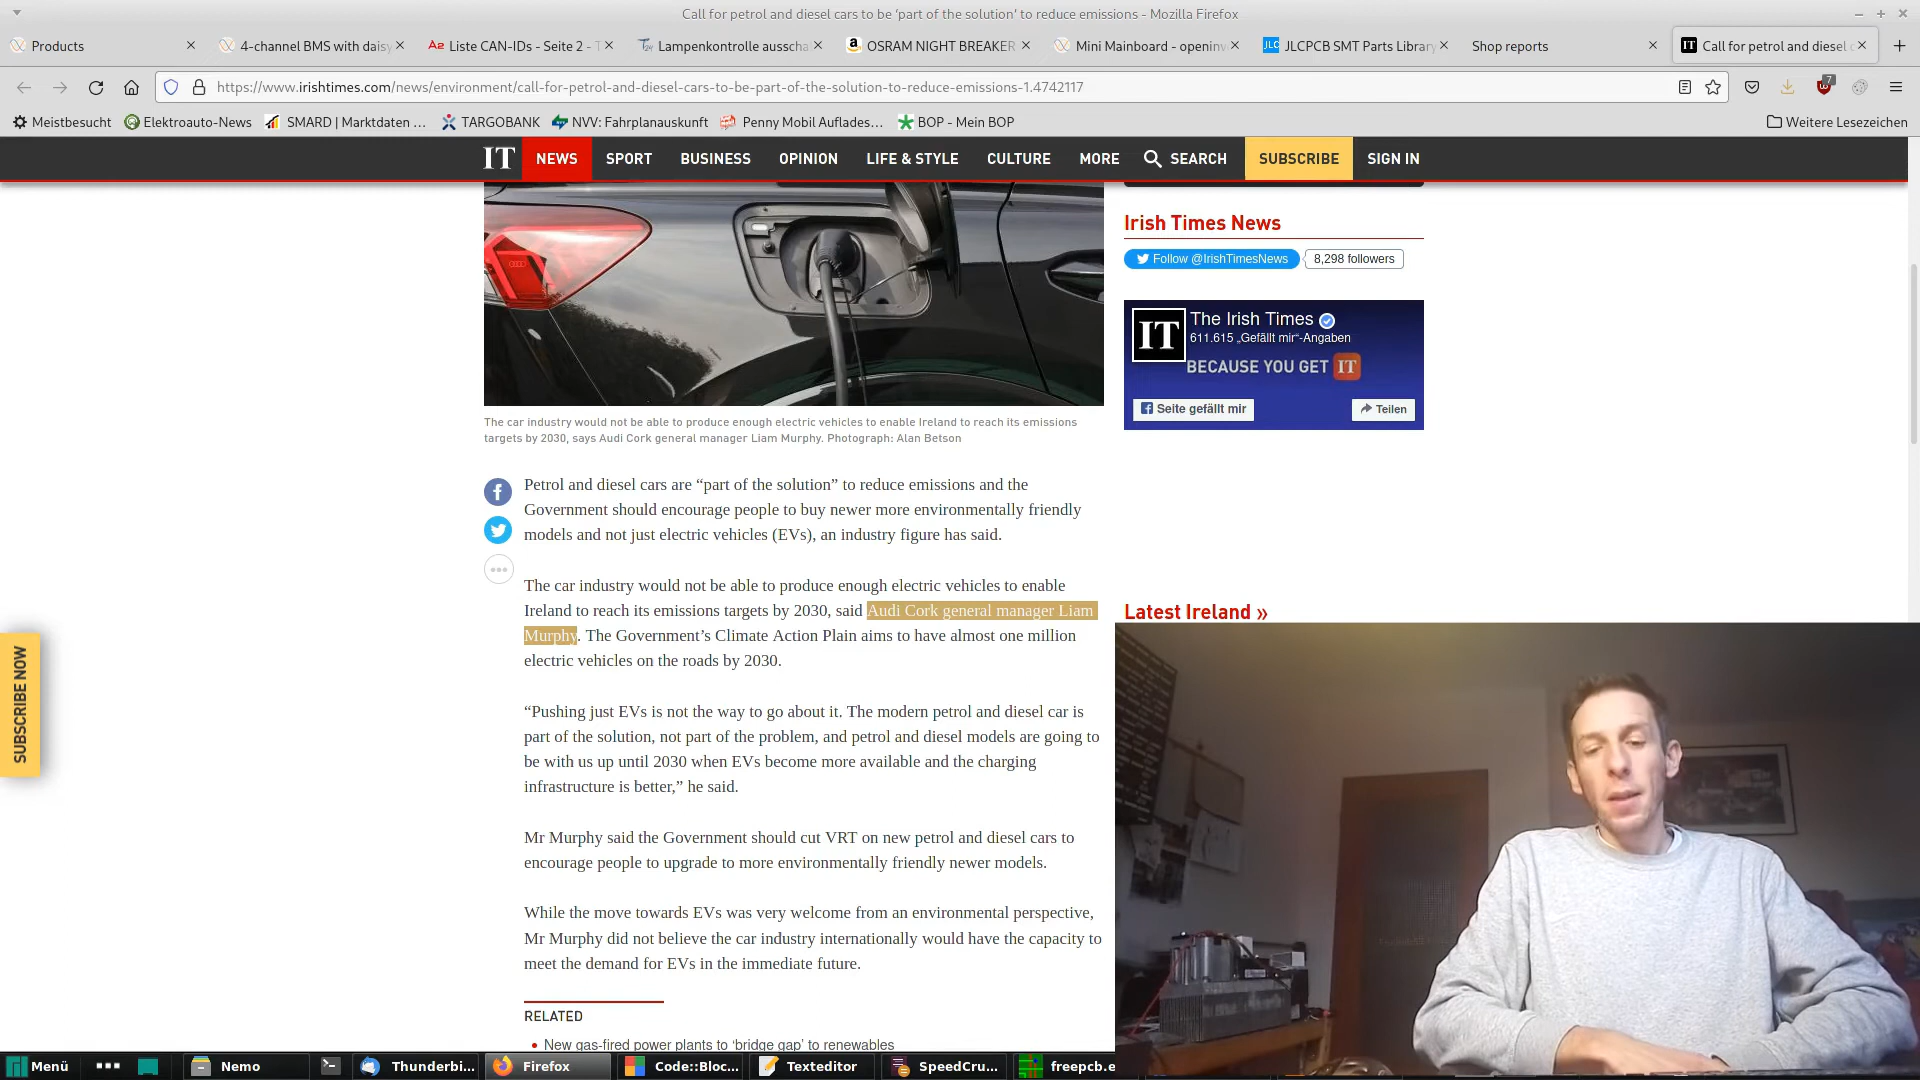 Call for petrol and diesel cars to be ‘part of the solution’ to reduce emissions - Mozilla Firefox
Products
4-channel BMS with daisy
Liste CAN-IDs - Seite 2 - T
Lampenkontrolle ausscha
OSRAM NIGHT BREAKER
Mini Mainboard - openinv
JLCPCB SMT Parts Library
Shop reports
Call for petrol and diesel c
https://www.irishtimes.com/news/environment/call-for-petrol-and-diesel-cars-to-be-part-of-the-solution-to-reduce-emissions-1.4742117
7
Meistbesucht
Elektroauto-News
SMARD | Marktdaten ...
TARGOBANK
NVV: Fahrplanauskunft
Penny Mobil Auflades...
BOP - Mein BOP
Weitere Lesezeichen
IT NEWS SPORT BUSINESS OPINION LIFE & STYLE CULTURE MORE SEARCH SUBSCRIBE SIGN IN
The car industry would not be able to produce enough electric vehicles to enable Ireland to reach its emissions
targets by 2030, says Audi Cork general manager Liam Murphy. Photograph: Alan Betson
Petrol and diesel cars are “part of the solution” to reduce emissions and the
Government should encourage people to buy newer more environmentally friendly
models and not just electric vehicles (EVs), an industry figure has said.
The car industry would not be able to produce enough electric vehicles to enable
Ireland to reach its emissions targets by 2030, said Audi Cork general manager Liam
Murphy. The Government’s Climate Action Plain aims to have almost one million
electric vehicles on the roads by 2030.
“Pushing just EVs is not the way to go about it. The modern petrol and diesel car is
part of the solution, not part of the problem, and petrol and diesel models are going to
be with us up until 2030 when EVs become more available and the charging
infrastructure is better,” he said.
Mr Murphy said the Government should cut VRT on new petrol and diesel cars to
encourage people to upgrade to more environmentally friendly newer models.
While the move towards EVs was very welcome from an environmental perspective,
Mr Murphy did not believe the car industry internationally would have the capacity to
meet the demand for EVs in the immediate future.
RELATED
New gas-fired power plants to ‘bridge gap’ to renewables
Irish Times News
Follow @IrishTimesNews
8,298 followers
IT
The Irish Times
611.615 „Gefällt mir“-Angaben
BECAUSE YOU GET IT
Seite gefällt mir
Teilen
Latest Ireland »
SUBSCRIBE NOW
Menü
Nemo
Thunderbi...
Firefox
Code::Bloc...
Texteditor
SpeedCru...
freepcb.e